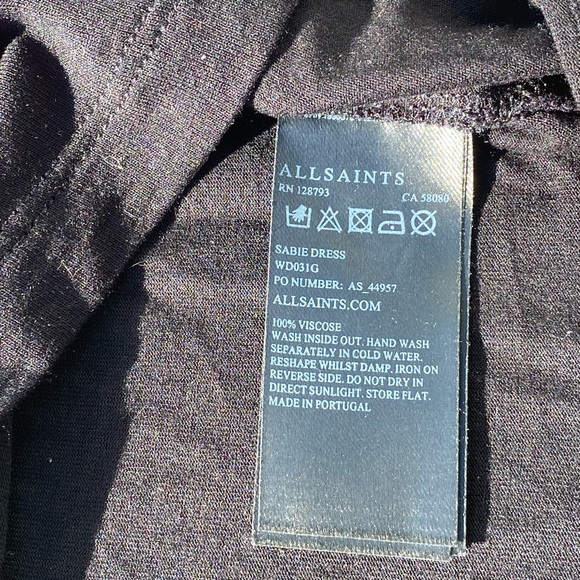 ALLSAINTS
RN 128793 CA 58080
SABIE DRESS
WD031G
PO NUMBER: AS_44957
ALLSAINTS.COM
100% VISCOSE
WASH INSIDE OUT. HAND WASH
SEPARATELY IN COLD WATER.
RESHAPE WHILST DAMP. IRON ON
REVERSE SIDE. DO NOT DRY IN
DIRECT SUNLIGHT. STORE FLAT.
MADE IN PORTUGAL